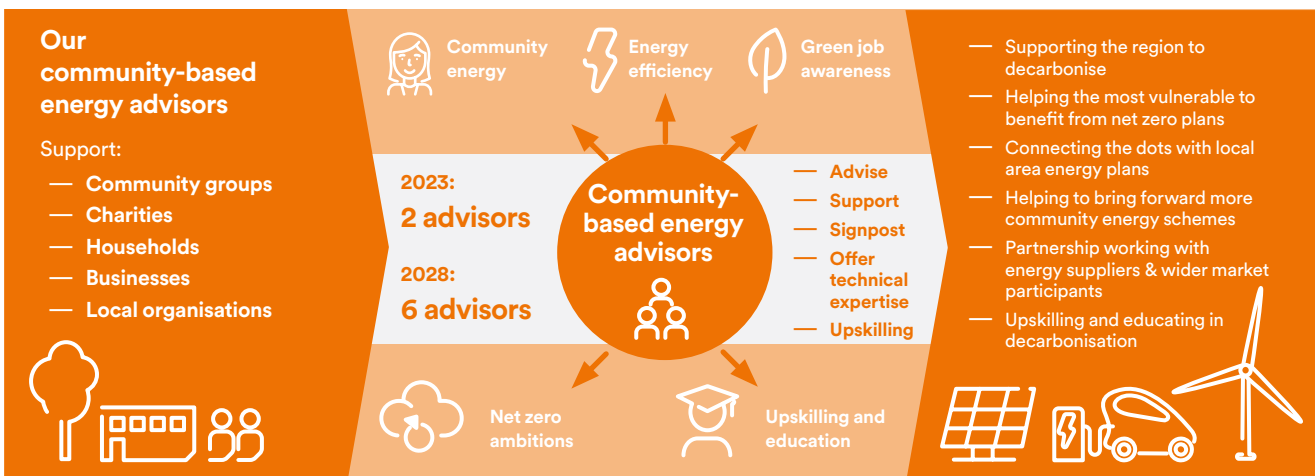 Our
community-based
energy advisors
Support:
— Community groups
— Charities
— Households
— Businesses
— Local organisations
Community
energy
Energy
efficiency
Green job
awareness
2023:
2 advisors
2028:
6 advisors
Community-
based energy
advisors
— Advise
— Support
— Signpost
— Offer
technical
expertise
— Upskilling
Net zero
ambitions
Upskilling and
education
— Supporting the region to
decarbonise
— Helping the most vulnerable to
benefit from net zero plans
— Connecting the dots with local
area energy plans
— Helping to bring forward more
community energy schemes
— Partnership working with
energy suppliers & wider market
participants
— Upskilling and educating in
decarbonisation